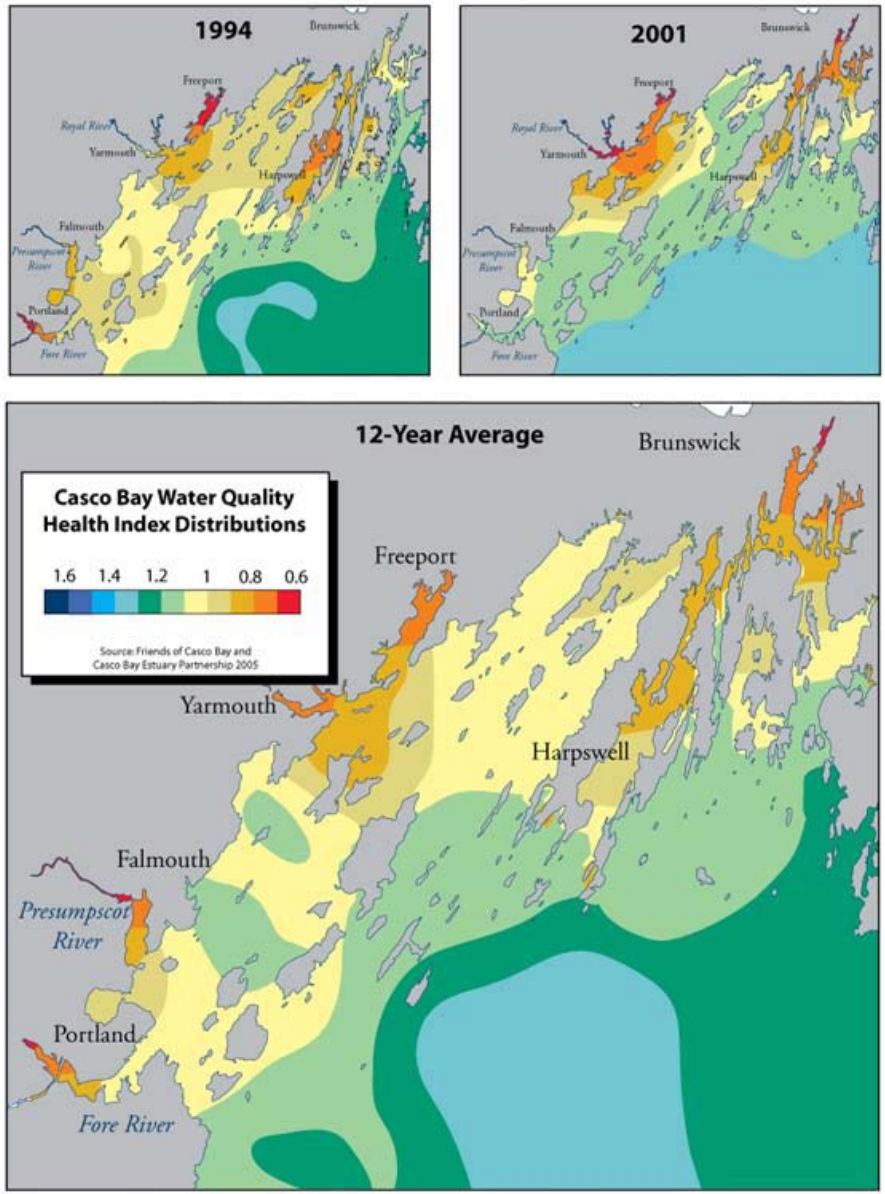 1994
Brunswick
Freeport
Royal River
Yarmouth
Harpswell
Falmouth
Presumpscot
River
Portland
Fore River
2001
Brunswick
Freeport
Royal River
Yarmouth
Harpswell
Falmouth
Presumpscot
River
Portland
Fore River
12-Year Average
Brunswick
Casco Bay Water Quality
Health Index Distributions
1.6 1.4 1.2 1 0.8 0.6
Source: Friends of Casco Bay and
Casco Bay Estuary Partnership 2005
Freeport
Yarmouth
Harpswell
Falmouth
Presumpscot
River
Portland
Fore River